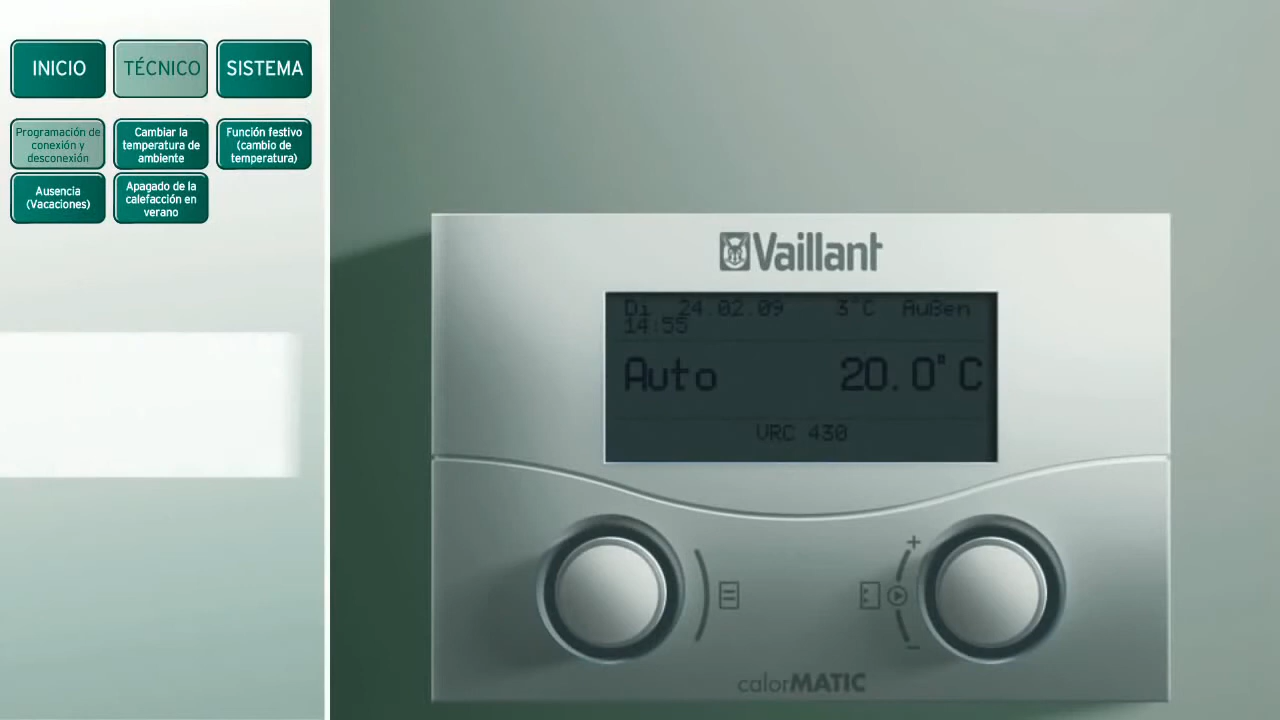 INICIO
TÉCNICO
SISTEMA
Programación de
conexión y
desconexión
Cambiar la
temperatura de
ambiente
Función festivo
(cambio de
temperatura)
Ausencia
(Vacaciones)
Apagado de la
calefacción en
verano
Vaillant
Di 24.02.09 3°C Außen
14:55
Auto 20.0°C
VRC 430
+
−
calorMATIC